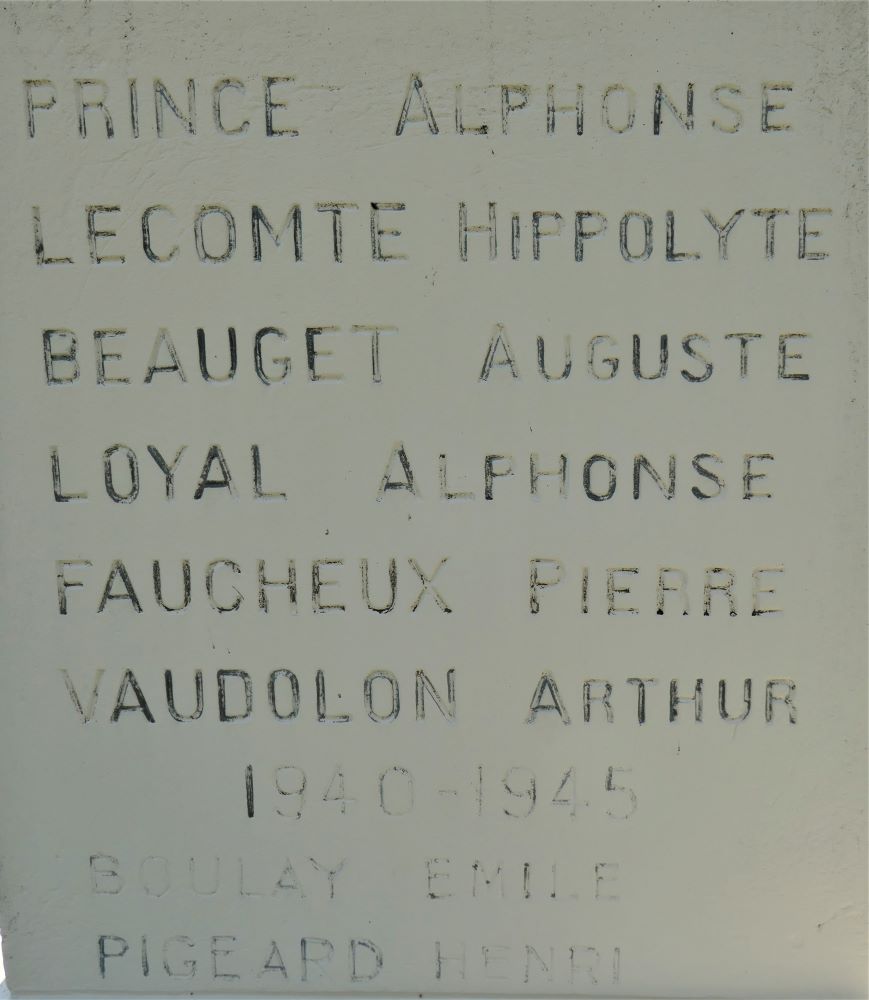 PRINCE ALPHONSE
LECOMTE HIPPOLYTE
BEAUGET AUGUSTE
LOYAL ALPHONSE
FAUCHEUX PIERRE
VAUDOLON ARTHUR
1940-1945
BOULAY EMILE
PIGEARD HENRI